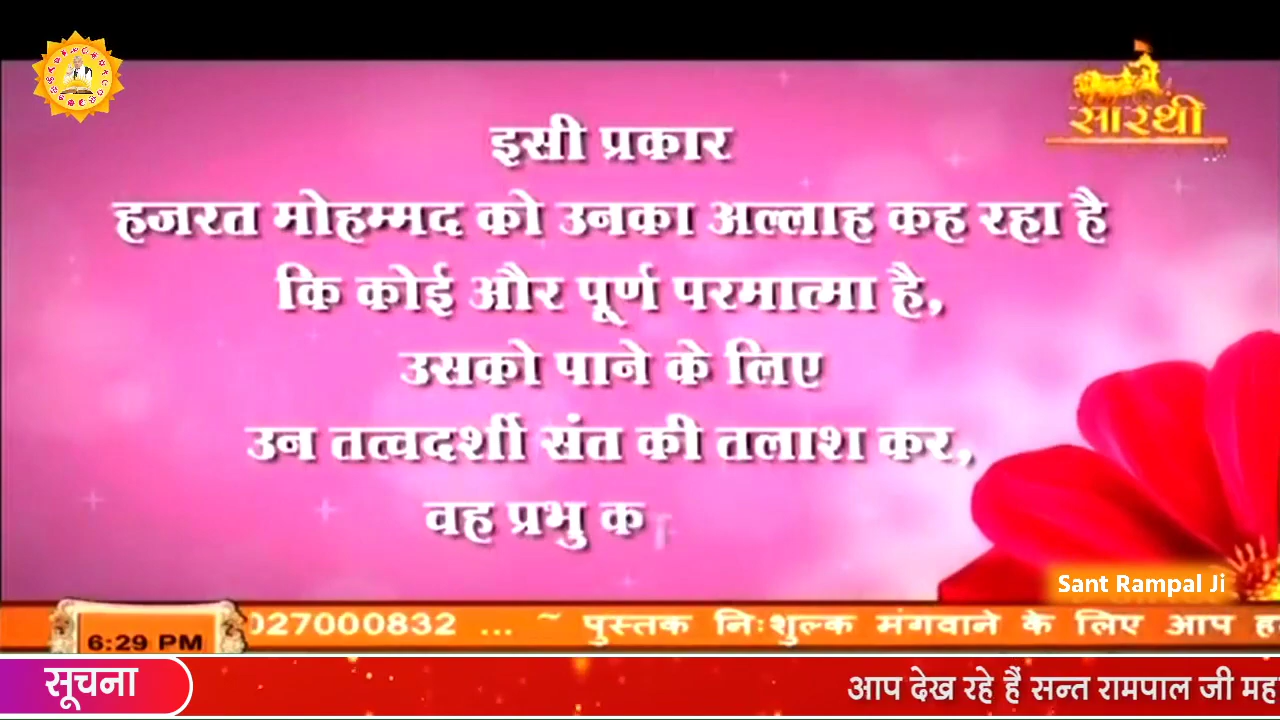 सारथी
इसी प्रकार
हजरत मोहम्मद को उनका अल्लाह कह रहा है
कि कोई और पूर्ण परमात्मा है,
उसको पाने के लिए
उन तत्वदर्शी संत की तलाश कर,
वह प्रभु क
Sant Rampal Ji
6:29 PM
027000832 ... ~ पुस्तक निःशुल्क मंगवाने के लिए आप ह
सूचना
आप देख रहे हैं सन्त रामपाल जी मह